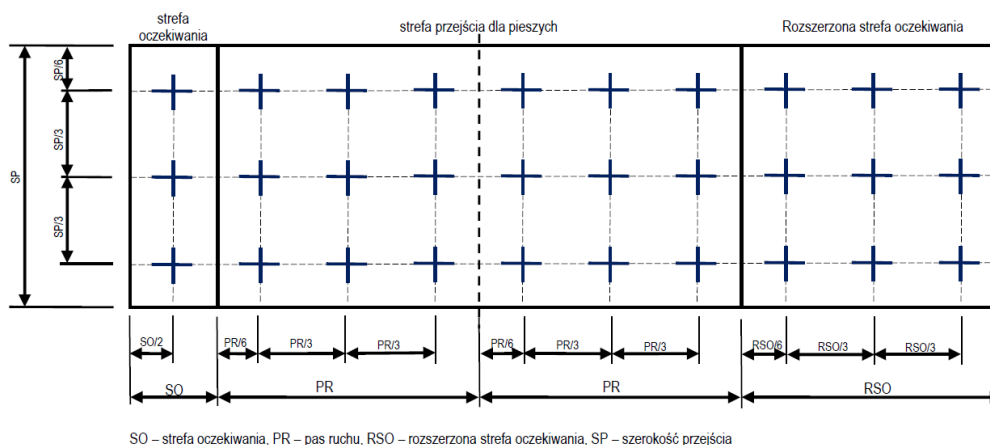 strefa
oczekiwania
strefa przejścia dla pieszych
Rozszerzona strefa oczekiwania
SP
SP/6
SP/3
SP/3
SO/2
PR/6
PR/3
PR/3
PR/6
PR/3
PR/3
RSO/6
RSO/3
RSO/3
SO
PR
PR
RSO
SO – strefa oczekiwania, PR – pas ruchu, RSO – rozszerzona strefa oczekiwania, SP – szerokość przejścia